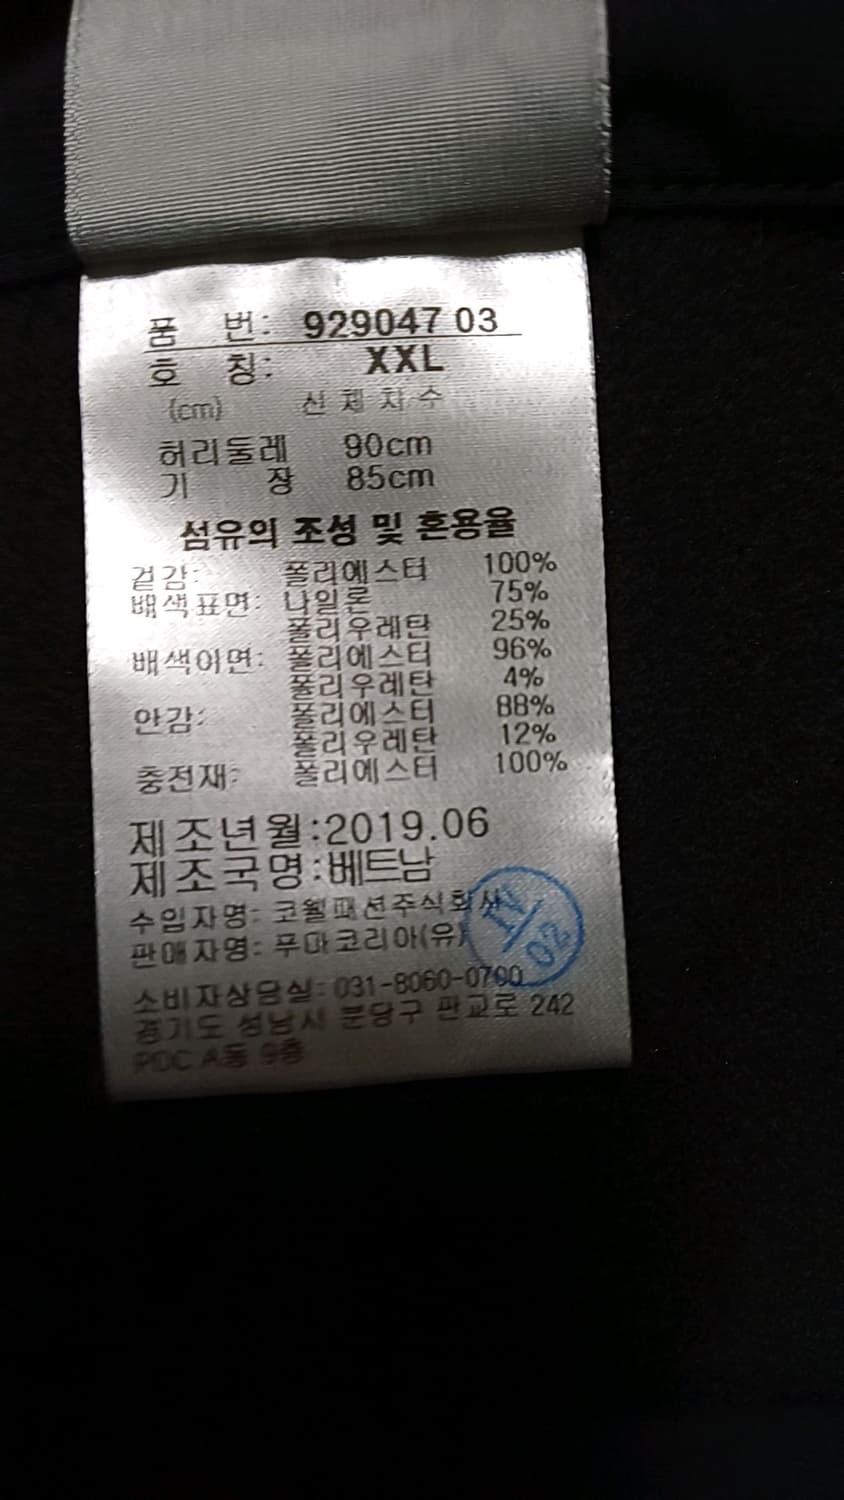 품 번: 929047 03
호 칭: XXL
(cm) 신 체 치 수
허리둘레 90cm
기 장 85cm
섬유의 조성 및 혼용율
겉감: 폴리에스터 100%
배색표면: 나일론 75%
폴리우레탄 25%
배색이면: 폴리에스터 96%
폴리우레탄 4%
안감: 폴리에스터 88%
폴리우레탄 12%
충전재: 폴리에스터 100%
제조년월:2019.06
제조국명:베트남
수입자명: 코웰패션주식회사
판매자명: 푸마코리아(유)
소비자상담실: 031-8060-0700
경기도 성남시 분당구 판교로 242
PDC A동 9층
02